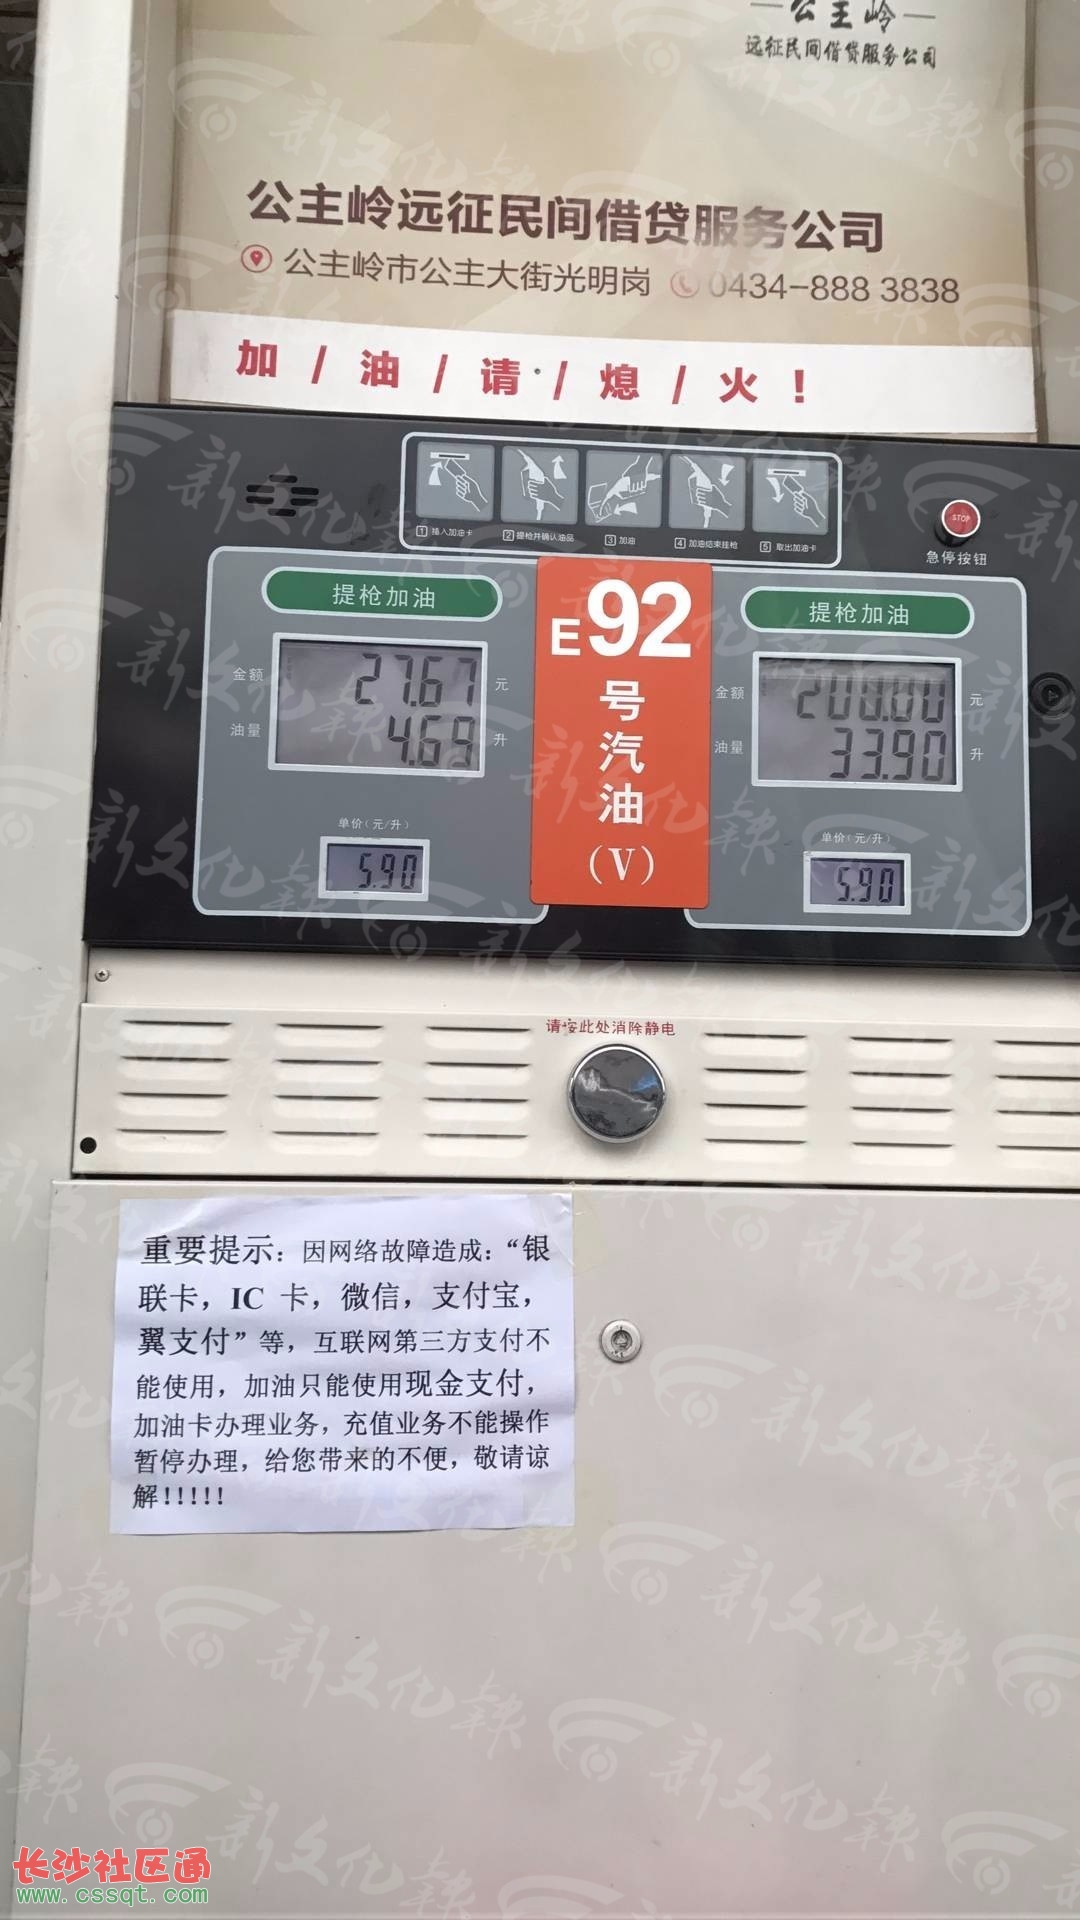 公主岭
远征民间借贷服务公司
公主岭远征民间借贷服务公司
公主岭市公主大街光明岗 0434-888 3838
加/油/请/熄/火!
1 插入加油卡
2 提枪并确认油品
3 加油
4 加油结束挂枪
5 取出加油卡
STOP
急停按钮
提枪加油
金额 27.67 元
油量 4.69 升
单价(元/升)
5.90
E92
号
汽
油
(V)
提枪加油
金额 200.00 元
油量 33.90 升
单价(元/升)
5.90
请按此处消除静电
重要提示：因网络故障造成：“银
联卡，IC 卡，微信，支付宝，
翼支付”等，互联网第三方支付不
能使用，加油只能使用现金支付，
加油卡办理业务，充值业务不能操作
暂停办理，给您带来的不便，敬请谅
解!!!!!
新文化報
长沙社区通
www.cssqt.com